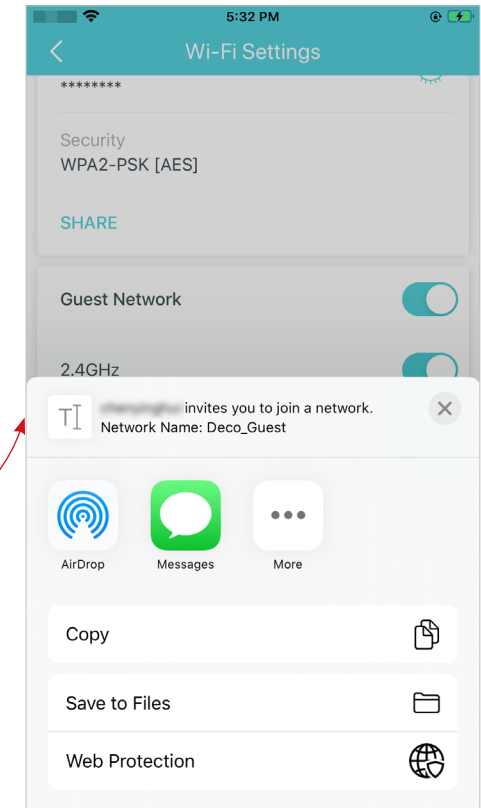 5:32 PM
Wi-Fi Settings
********
Security
WPA2-PSK [AES]
SHARE
Guest Network
2.4GHz
invites you to join a network.
Network Name: Deco_Guest
AirDrop
Messages
More
Copy
Save to Files
Web Protection